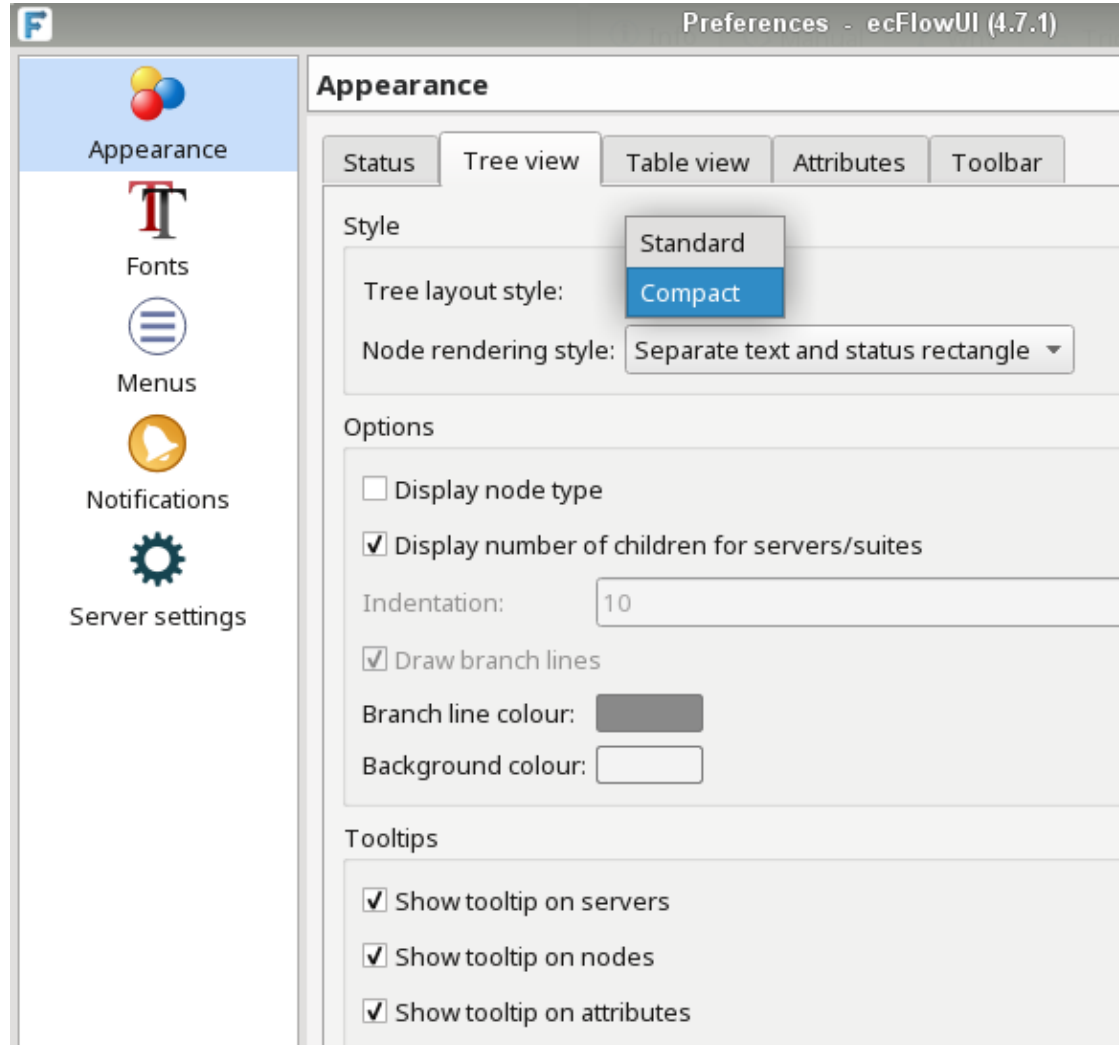 Preferences - ecFlowUI (4.7.1)
Appearance
Fonts
Menus
Notifications
Server settings
Appearance
Status Tree view Table view Attributes Toolbar
Style
Standard
Tree layout style: Compact
Node rendering style: Separate text and status rectangle
Options
Display node type
Display number of children for servers/suites
Indentation: 10
Draw branch lines
Branch line colour:
Background colour:
Tooltips
Show tooltip on servers
Show tooltip on nodes
Show tooltip on attributes